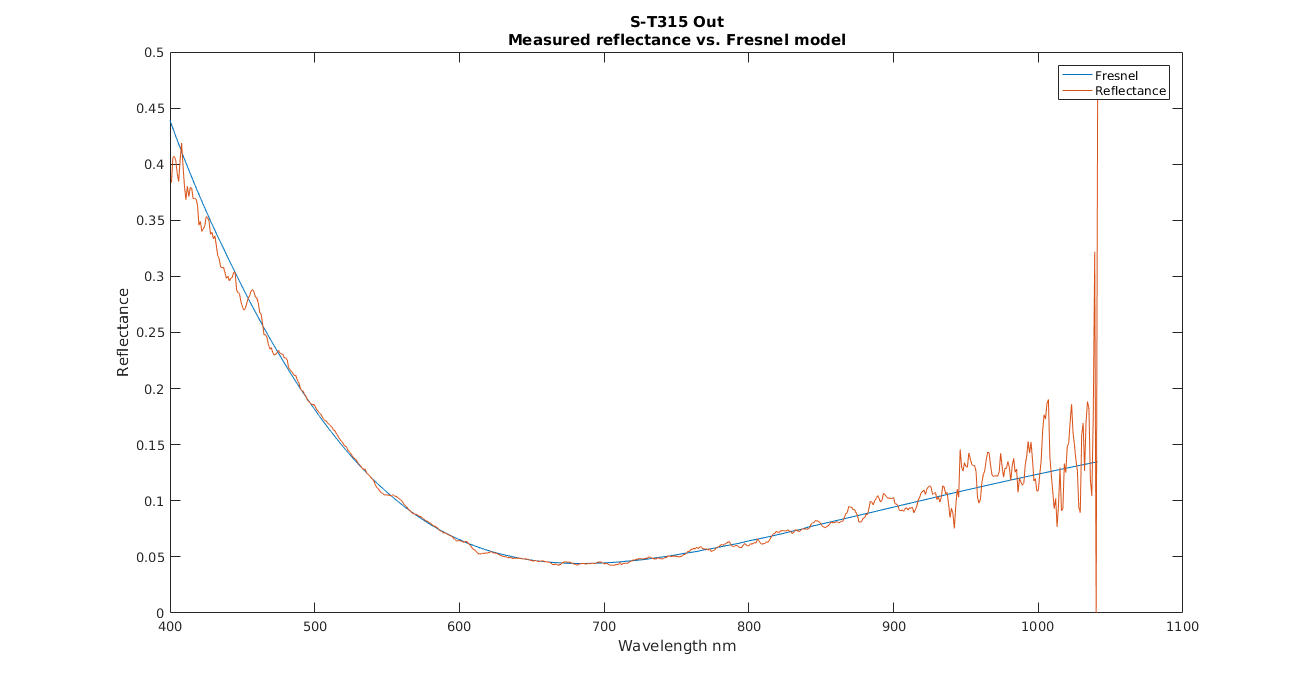 S-T315 Out
Measured reflectance vs. Fresnel model
Fresnel
Reflectance
0.5
0.45
0.4
0.35
0.3
0.25
0.2
0.15
0.1
0.05
0
Reflectance
400 500 600 700 800 900 1000 1100
Wavelength nm